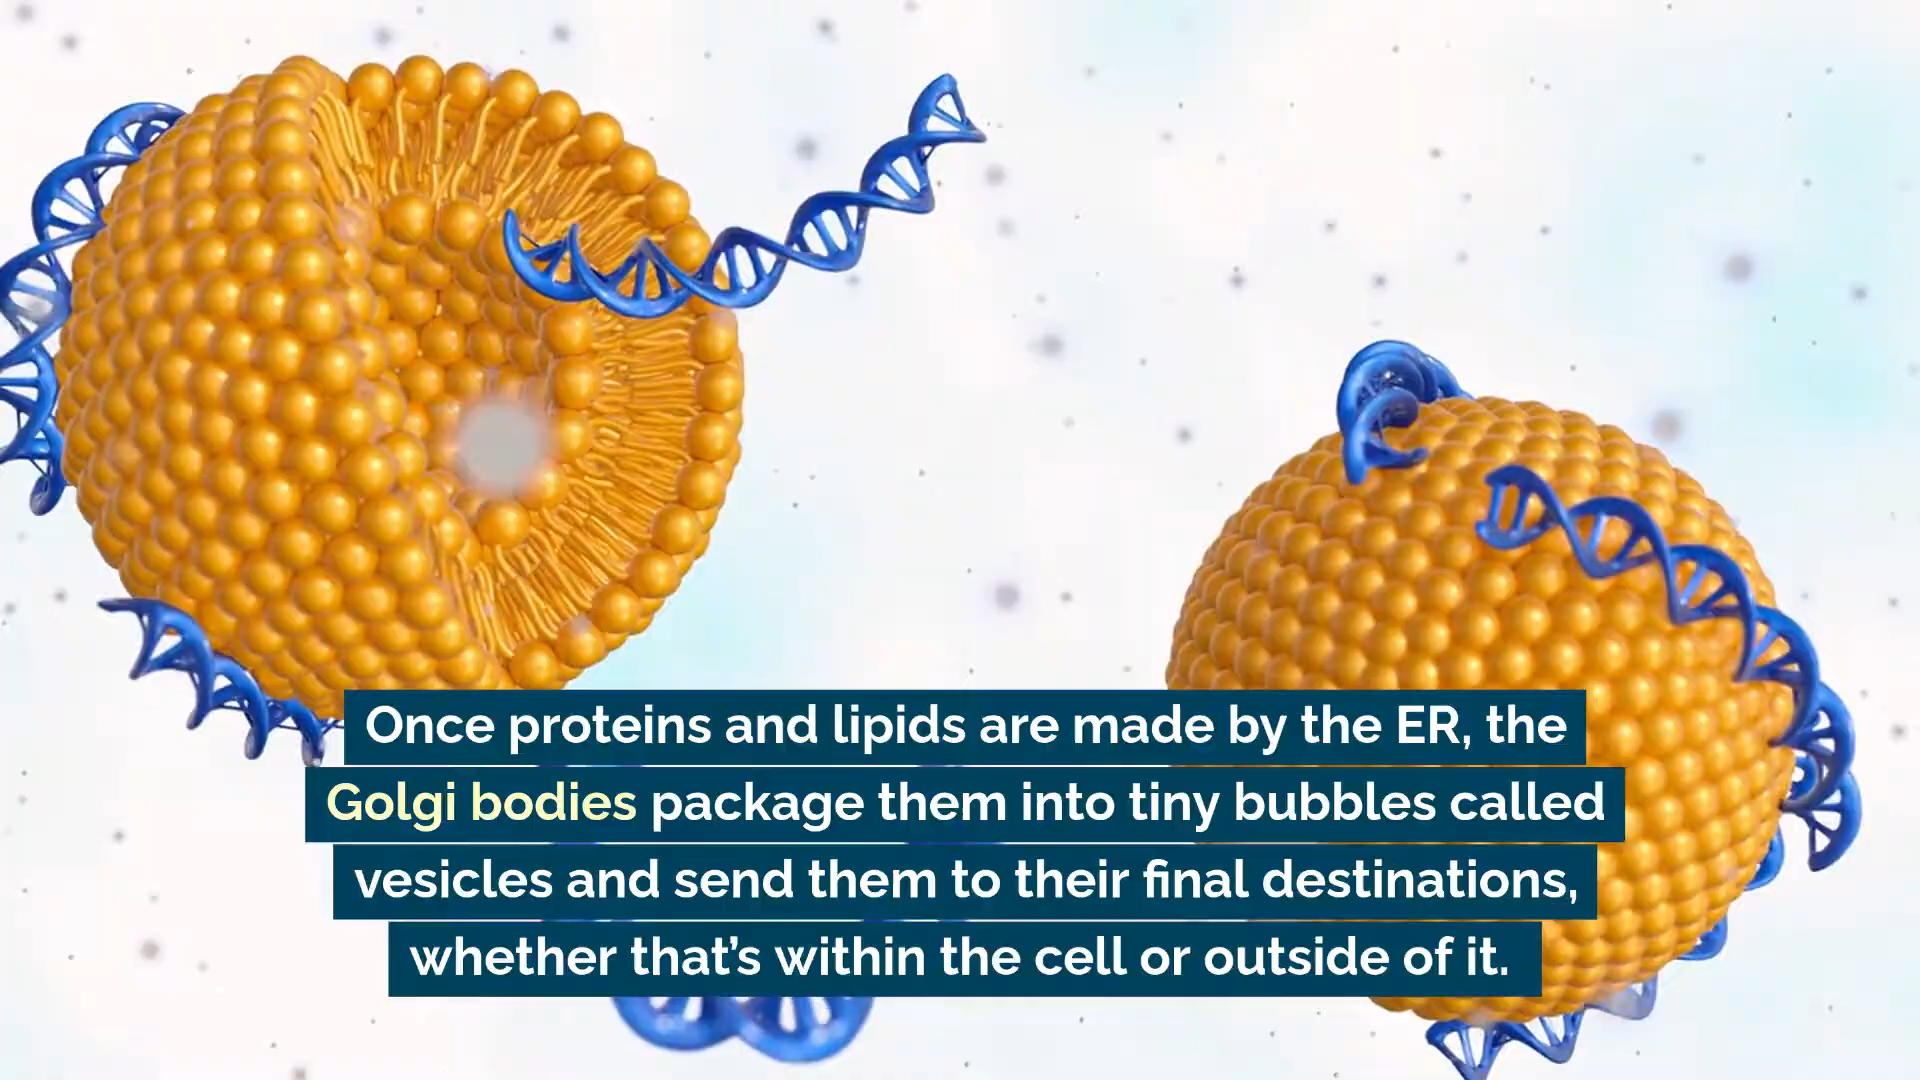 Once proteins and lipids are made by the ER, the
Golgi bodies package them into tiny bubbles called
vesicles and send them to their final destinations,
whether that’s within the cell or outside of it.